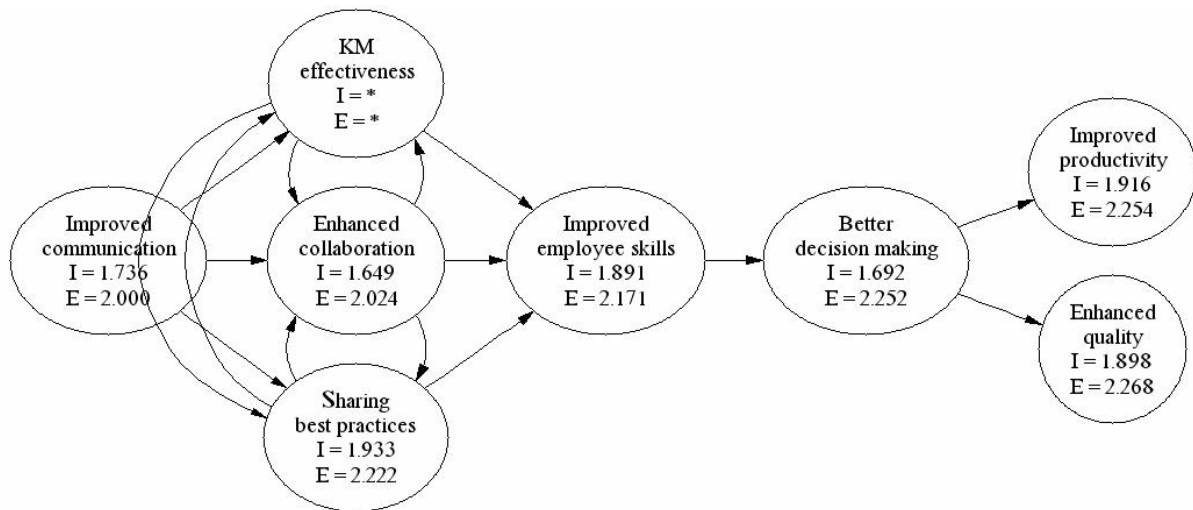 KM
effectiveness
I = *
E = *
Improved
communication
I = 1.736
E = 2.000
Enhanced
collaboration
I = 1.649
E = 2.024
Sharing
best practices
I = 1.933
E = 2.222
Improved
employee skills
I = 1.891
E = 2.171
Better
decision making
I = 1.692
E = 2.252
Improved
productivity
I = 1.916
E = 2.254
Enhanced
quality
I = 1.898
E = 2.268